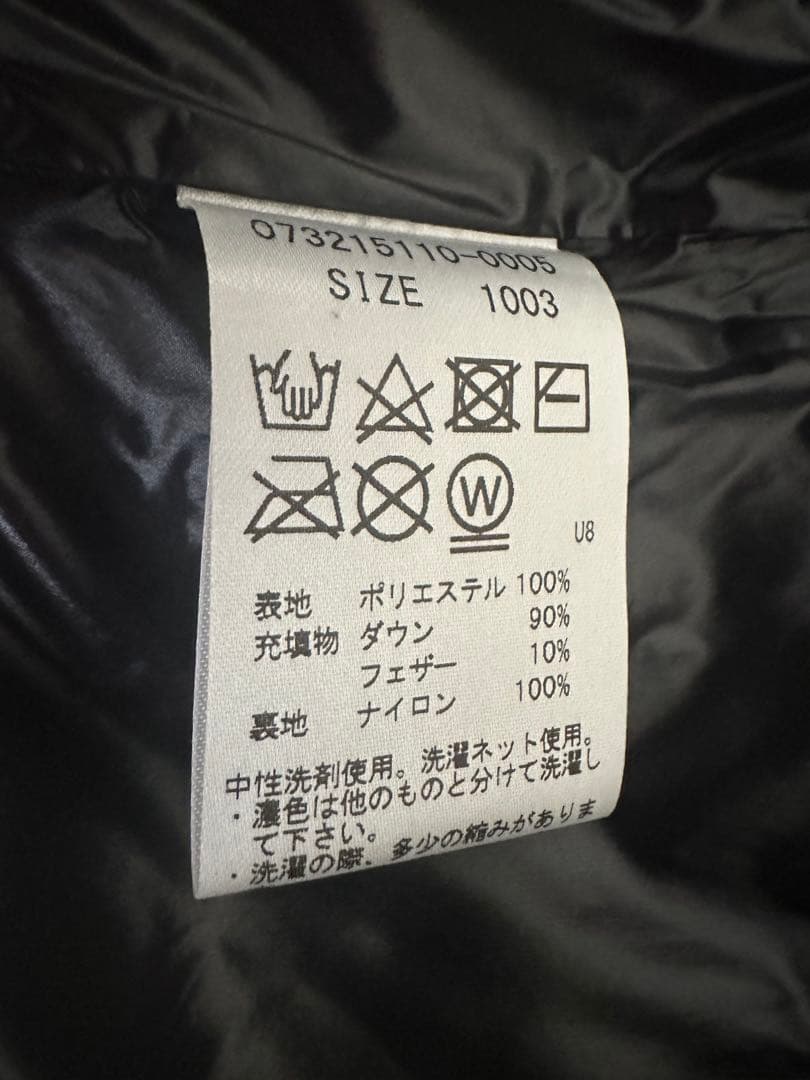 073215110-0005
SIZE 1003
W
U8
表地 ポリエステル 100%
充填物 ダウン 90%
フェザー 10%
裏地 ナイロン 100%
中性洗剤使用。洗濯ネット使用。
・濃色は他のものと分けて洗濯し
て下さい。
・洗濯の際、多少の縮みがありま